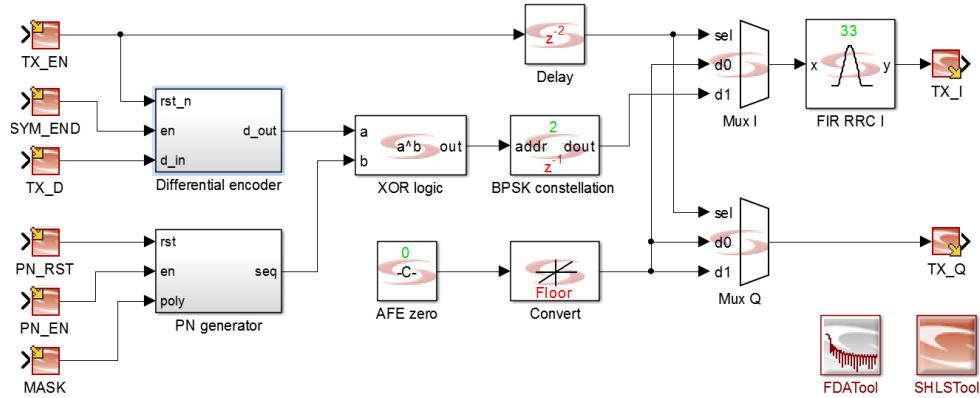 TX_EN
SYM_END
TX_D
rst_n
en
d_in
d_out
Differential encoder
PN_RST
PN_EN
MASK
rst
en
poly
seq
PN generator
a
b
a^b
out
XOR logic
z⁻²
Delay
2
addr
dout
z⁻¹
BPSK constellation
0
-C-
AFE zero
Floor
Convert
sel
d0
d1
Mux I
33
x
y
FIR RRC I
TX_I
sel
d0
d1
Mux Q
TX_Q
FDATool
SHLSTool